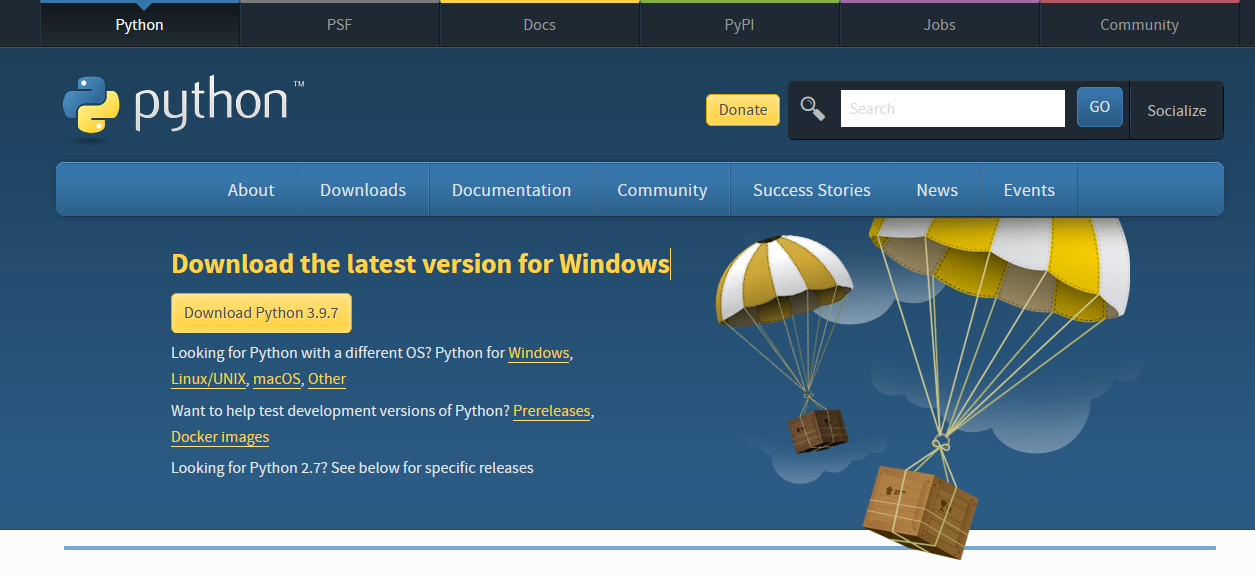 Python PSF Docs PyPI Jobs Community
python™
Donate Search GO Socialize
About Downloads Documentation Community Success Stories News Events
Download the latest version for Windows
Download Python 3.9.7
Looking for Python with a different OS? Python for Windows,
Linux/UNIX, macOS, Other
Want to help test development versions of Python? Prereleases,
Docker images
Looking for Python 2.7? See below for specific releases